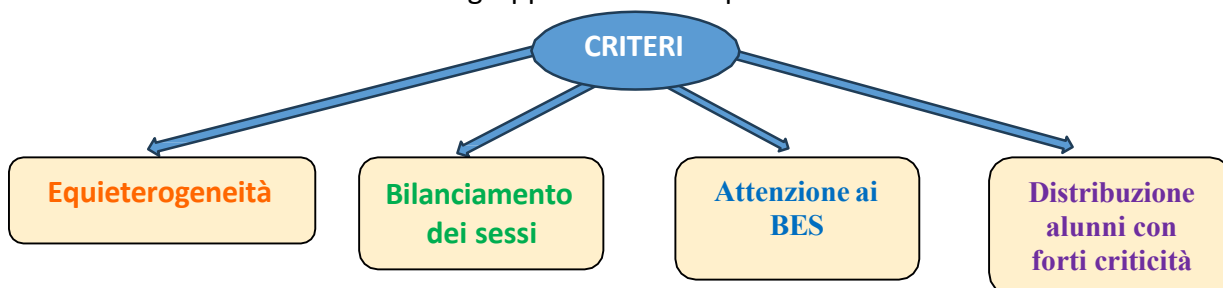 CRITERI
Equieterogeneità
Bilanciamento
dei sessi
Attenzione ai
BES
Distribuzione
alunni con
forti criticità